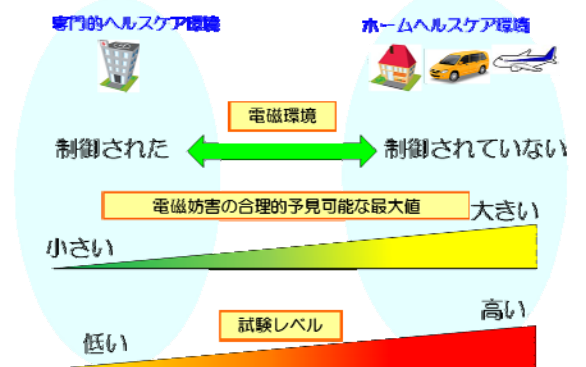 専門的ヘルスケア環境
ホームヘルスケア環境
電磁環境
制御された
制御されていない
電磁妨害の合理的予見可能な最大値
大きい
小さい
高い
試験レベル
低い